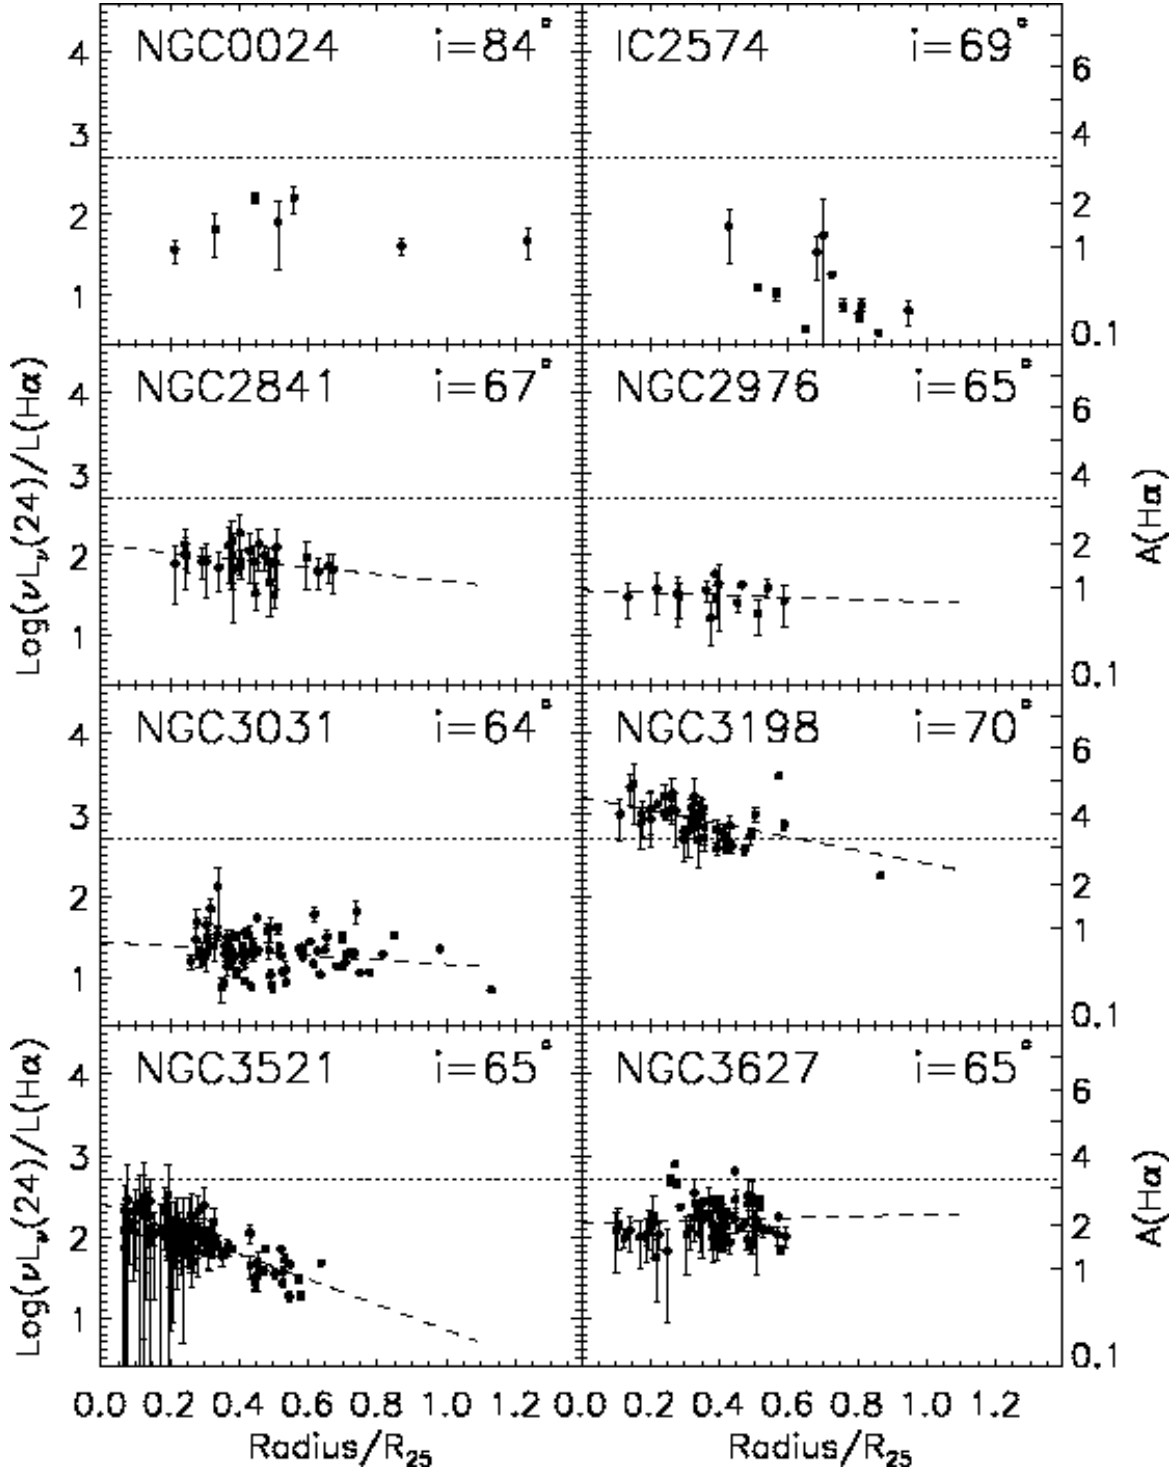 NGC0024 i=84°
IC2574 i=69°
4
3
2
1
6
4
2
1
0.1
NGC2841 i=67°
NGC2976 i=65°
4
3
2
1
6
4
2
1
0.1
Log(νLν(24)/L(Hα)
A(Hα)
NGC3031 i=64°
NGC3198 i=70°
4
3
2
1
6
4
2
1
0.1
NGC3521 i=65°
NGC3627 i=65°
4
3
2
1
6
4
2
1
0.1
Log(νLν(24)/L(Hα)
A(Hα)
0.0 0.2 0.4 0.6 0.8 1.0 1.2 0.0 0.2 0.4 0.6 0.8 1.0 1.2
Radius/R25
Radius/R25